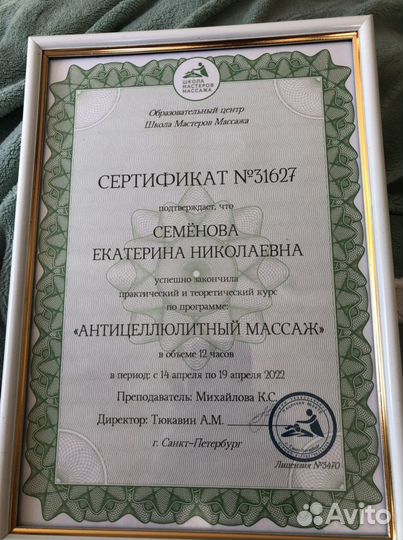 ШКОЛА
МАСТЕРОВ
МАССАЖА
Образовательный центр
Школа Мастеров Массажа
СЕРТИФИКАТ №31627
подтверждает, что
СЕМЁНОВА
ЕКАТЕРИНА НИКОЛАЕВНА
успешно закончила
практический и теоретический курс
по программе:
«АНТИЦЕЛЛЮЛИТНЫЙ МАССАЖ»
в объеме 12 часов
в период: с 14 апреля по 19 апреля 2022
Преподаватель: Михайлова К.С.
Директор: Тюкавин А.М.
г. Санкт-Петербург
Лицензия №3470
Avito